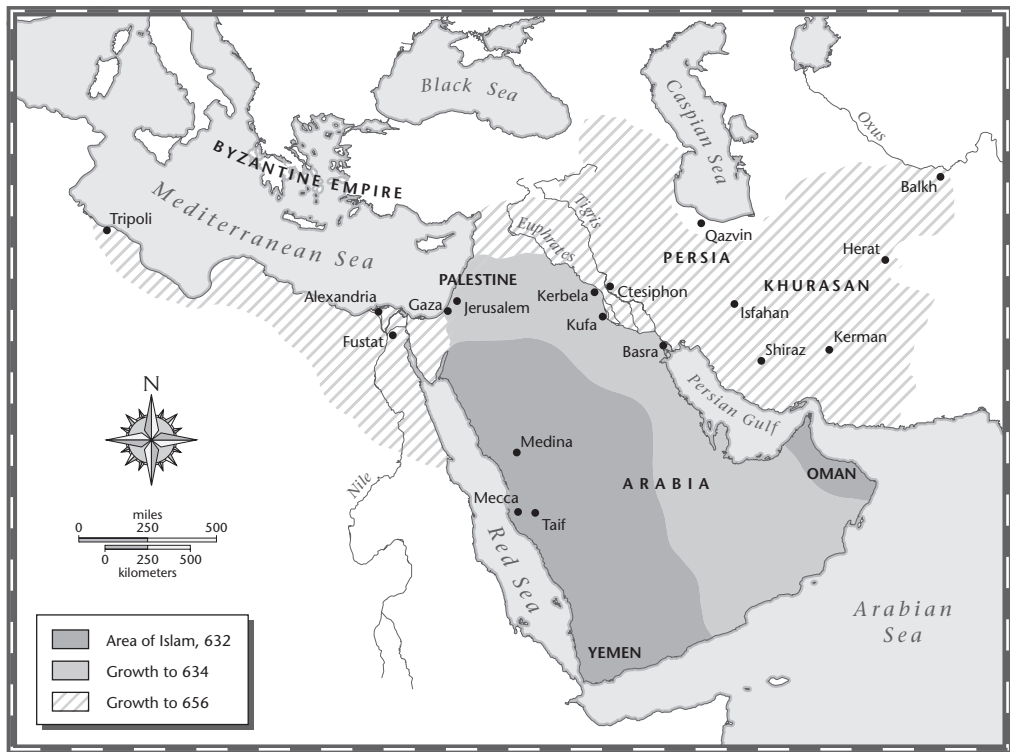 Black Sea
Caspian Sea
Oxus
BYZANTINE EMPIRE
Balkh
Mediterranean Sea
Tripoli
Tigris
Euphrates
Qazvin
PERSIA
Herat
PALESTINE
KHURASAN
Alexandria
Gaza
Jerusalem
Kerbela
Ctesiphon
Isfahan
Fustat
Kufa
Basra
Shiraz
Kerman
N
Persian Gulf
Medina
Nile
Mecca
ARABIA
OMAN
Taif
miles
0 250 500
0 250 500
kilometers
Red Sea
Arabian
Sea
YEMEN
Area of Islam, 632
Growth to 634
Growth to 656